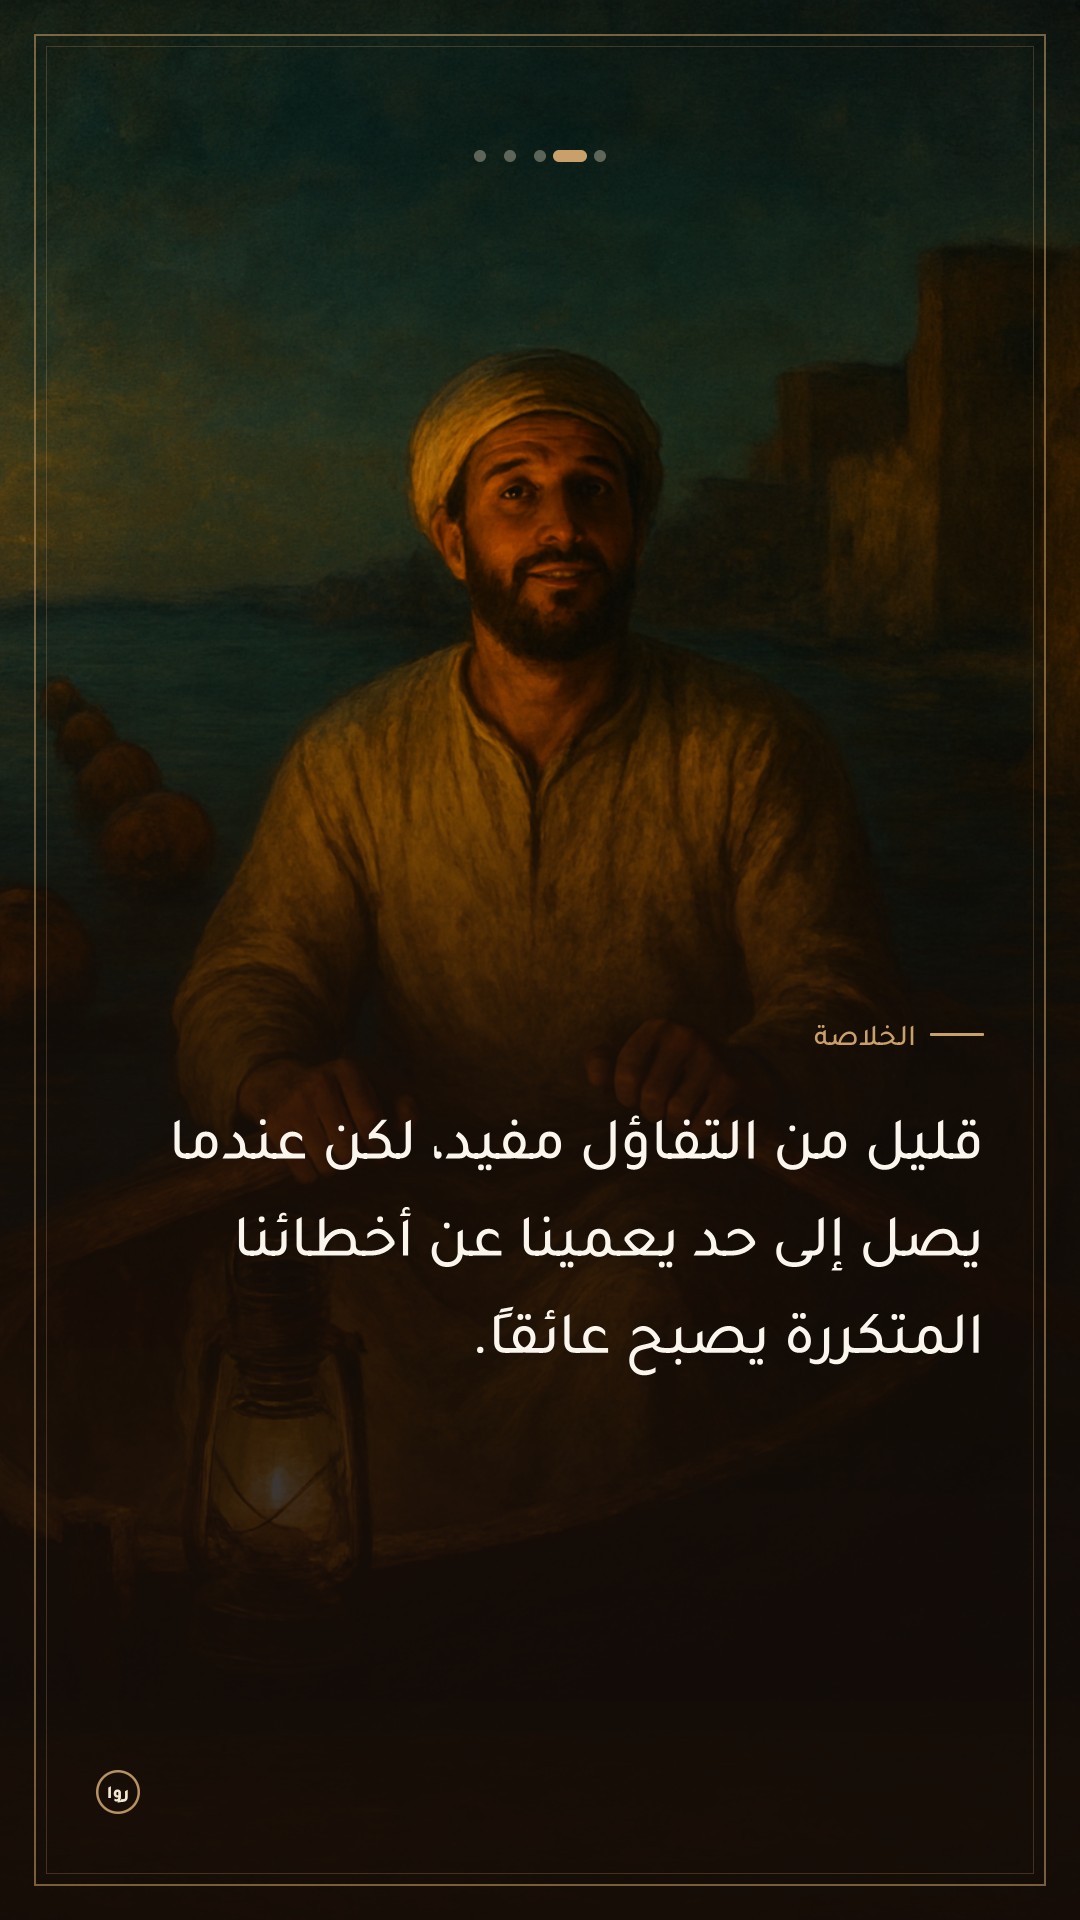 الخلاصة
قليل من التفاؤل مفيد، لكن عندما
يصل إلى حد يعمينا عن أخطائنا
المتكررة يصبح عائقاً.
روا